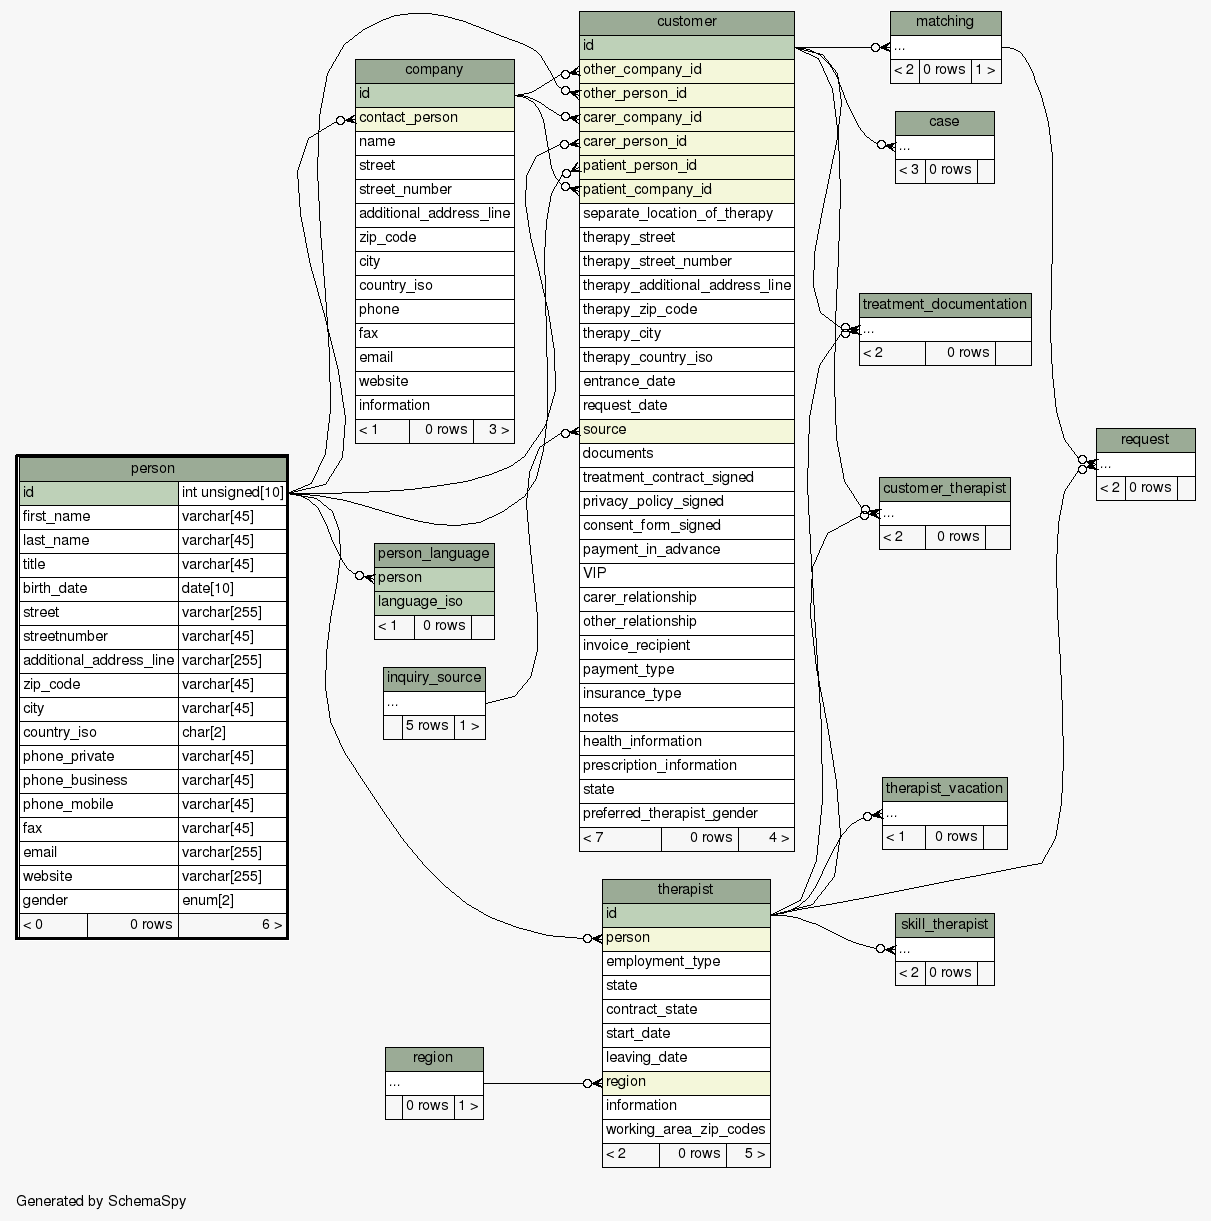 customer
id
other_company_id
other_person_id
carer_company_id
carer_person_id
patient_person_id
patient_company_id
separate_location_of_therapy
therapy_street
therapy_street_number
therapy_additional_address_line
therapy_zip_code
therapy_city
therapy_country_iso
entrance_date
request_date
source
documents
treatment_contract_signed
privacy_policy_signed
consent_form_signed
payment_in_advance
VIP
carer_relationship
other_relationship
invoice_recipient
payment_type
insurance_type
notes
health_information
prescription_information
state
preferred_therapist_gender
< 7 0 rows 4 >
matching
...
< 2 0 rows 1 >
company
id
contact_person
name
street
street_number
additional_address_line
zip_code
city
country_iso
phone
fax
email
website
information
< 1 0 rows 3 >
case
...
< 3 0 rows
treatment_documentation
...
< 2 0 rows
request
...
< 2 0 rows
person
id int unsigned[10]
first_name varchar[45]
last_name varchar[45]
title varchar[45]
birth_date date[10]
street varchar[255]
streetnumber varchar[45]
additional_address_line varchar[255]
zip_code varchar[45]
city varchar[45]
country_iso char[2]
phone_private varchar[45]
phone_business varchar[45]
phone_mobile varchar[45]
fax varchar[45]
email varchar[255]
website varchar[255]
gender enum[2]
< 0 0 rows 6 >
customer_therapist
...
< 2 0 rows
person_language
person
language_iso
< 1 0 rows
inquiry_source
...
5 rows 1 >
therapist_vacation
...
< 1 0 rows
therapist
id
person
employment_type
state
contract_state
start_date
leaving_date
region
information
working_area_zip_codes
< 2 0 rows 5 >
skill_therapist
...
< 2 0 rows
region
...
0 rows 1 >
Generated by SchemaSpy